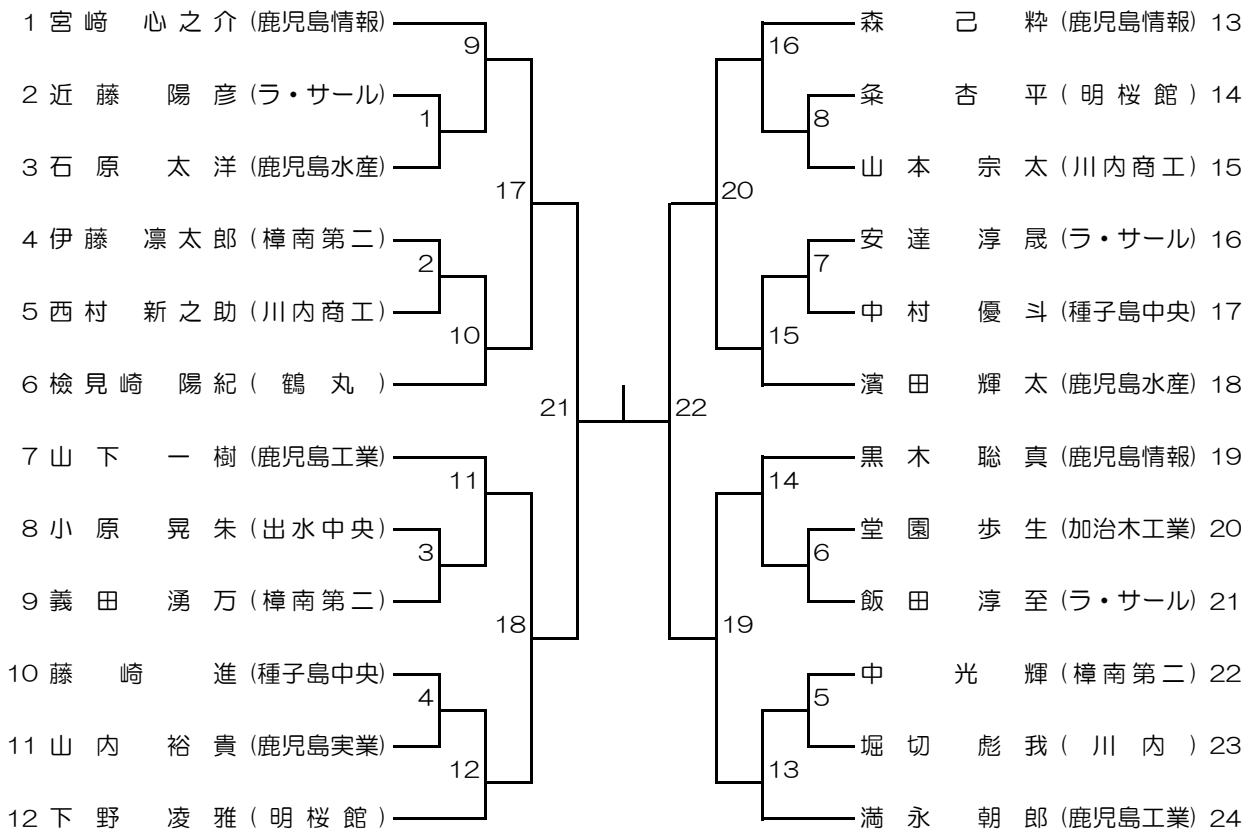 1 宮﨑 心之介 (鹿児島情報)
9
2 近藤 陽彦 (ラ・サール)
1
3 石原 太洋 (鹿児島水産)
17
4 伊藤 凛太郎 (樟南第二)
2
5 西村 新之助 (川内商工)
10
6 檢見崎 陽紀 (鶴丸)
21
7 山下 一樹 (鹿児島工業)
11
8 小原 晃朱 (出水中央)
3
9 義田 湧万 (樟南第二)
18
10 藤崎 進 (種子島中央)
4
11 山内 裕貴 (鹿児島実業)
12
12 下野 凌雅 (明桜館)
森 己粋 (鹿児島情報) 13
16
粂 杏平 (明桜館) 14
8
山本 宗太 (川内商工) 15
20
安達 淳晟 (ラ・サール) 16
7
中村 優斗 (種子島中央) 17
15
濱田 輝太 (鹿児島水産) 18
22
黒木 聡真 (鹿児島情報) 19
14
堂園 歩生 (加治木工業) 20
6
飯田 淳至 (ラ・サール) 21
19
中 光輝 (樟南第二) 22
5
堀切 彪我 (川内) 23
13
満永 朝郎 (鹿児島工業) 24